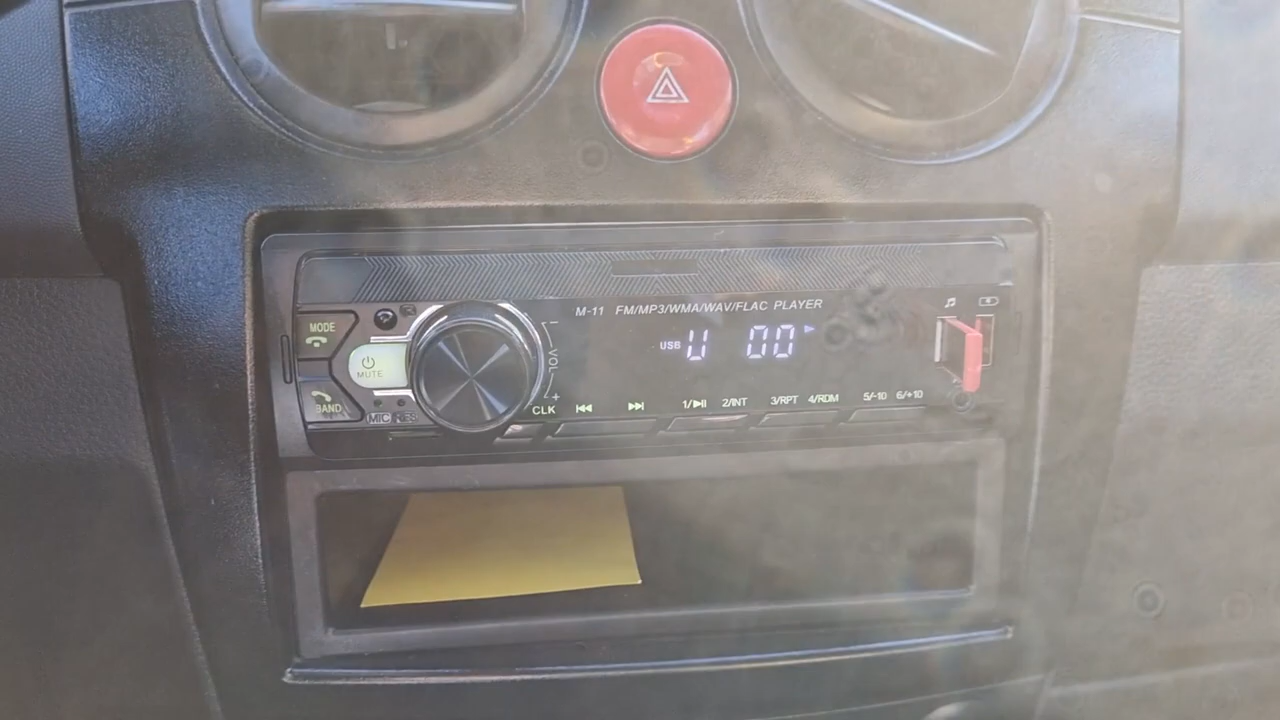 M-11 FM/MP3/WMA/WAV/FLAC PLAYER
MODE
USB U 00
MUTE
VOL
BAND
MIC RES
CLK 1/ 2/INT 3/RPT 4/RDM 5/-10 6/+10